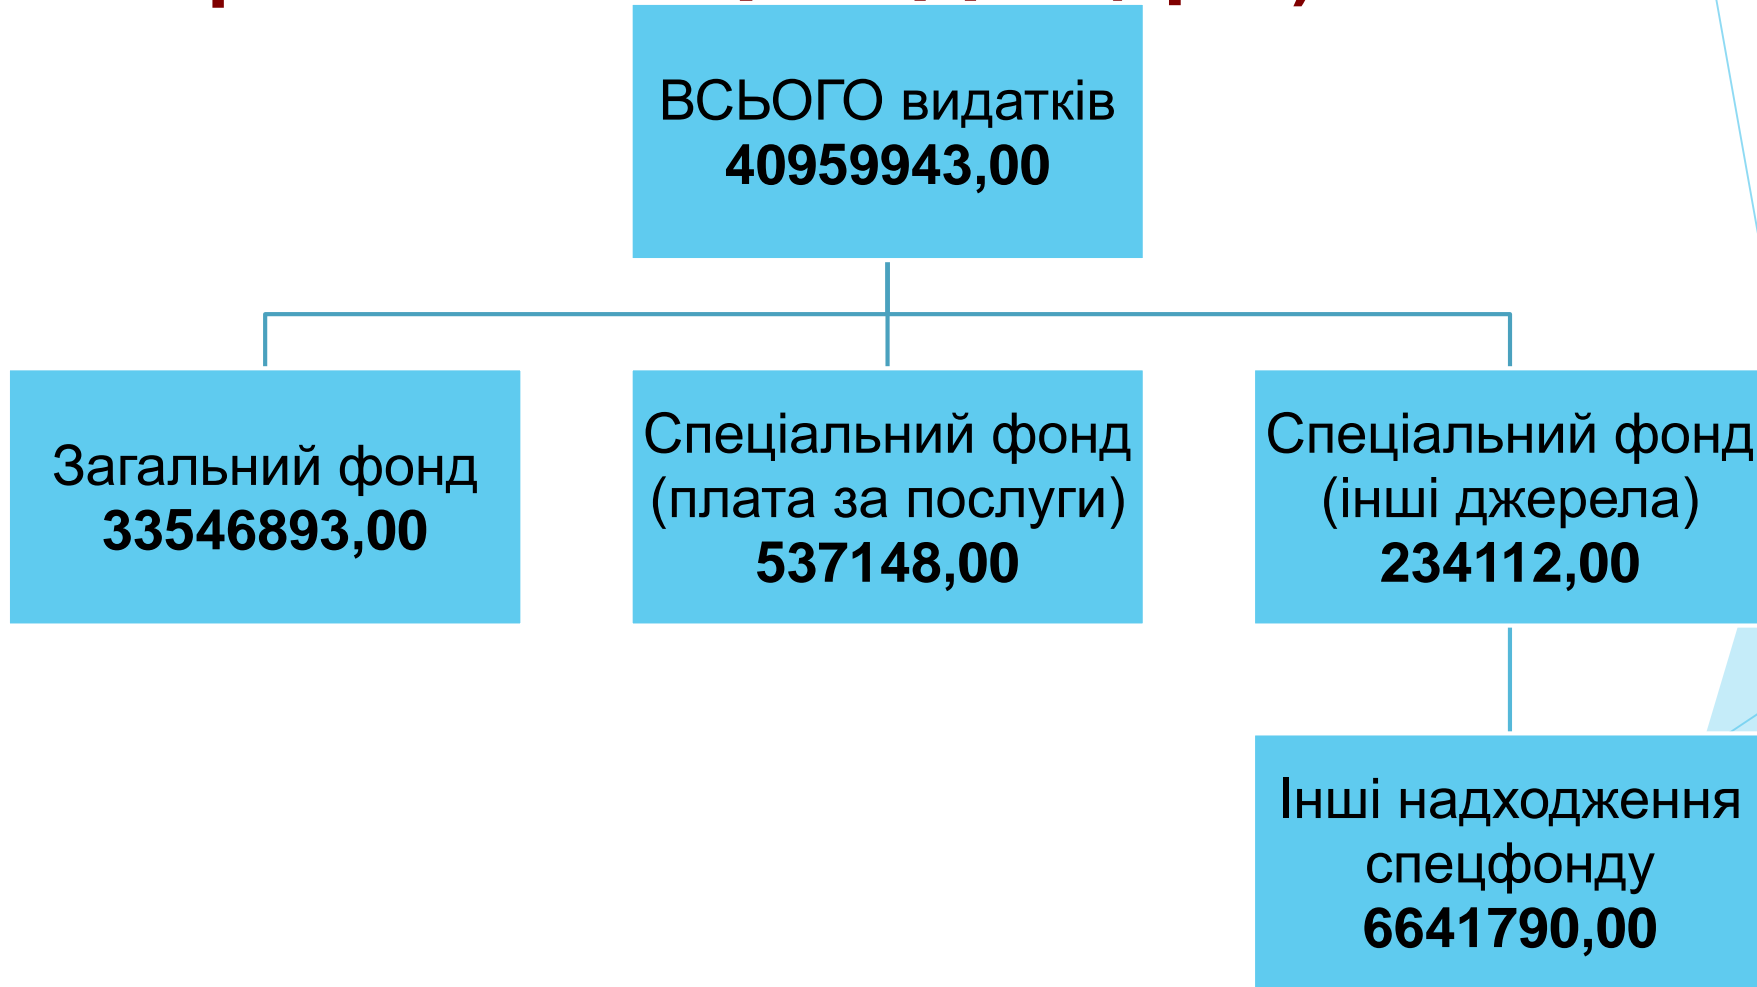 ВСЬОГО видатків
40959943,00
Загальний фонд
33546893,00
Спеціальний фонд
(плата за послуги)
537148,00
Спеціальний фонд
(інші джерела)
234112,00
Інші надходження
спецфонду
6641790,00